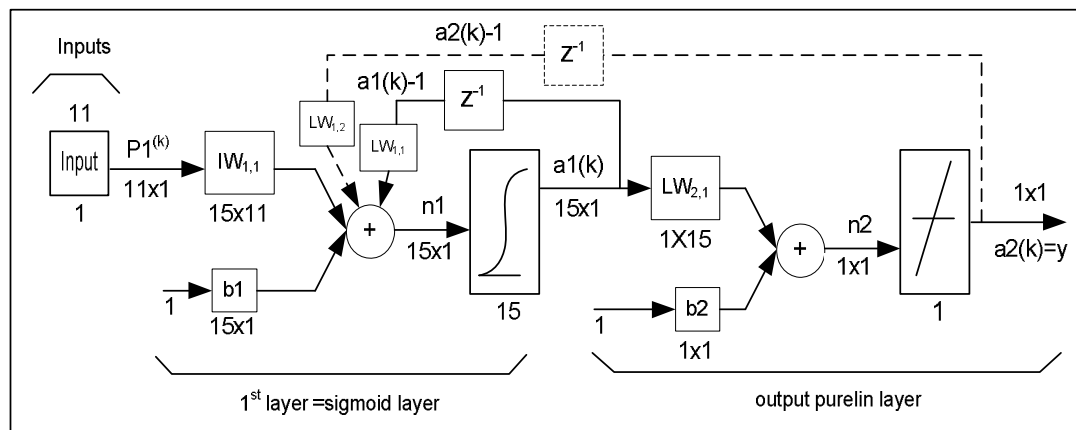 Inputs
11
Input
1
P1^(k)
11x1
IW1,1
15x11
1
b1
15x1
LW1,2
a2(k)-1
Z^-1
a1(k)-1
Z^-1
LW1,1
+
n1
15x1
15
a1(k)
15x1
LW2,1
1X15
1
b2
1x1
+
n2
1x1
1
1x1
a2(k)=y
1^st layer =sigmoid layer
output purelin layer